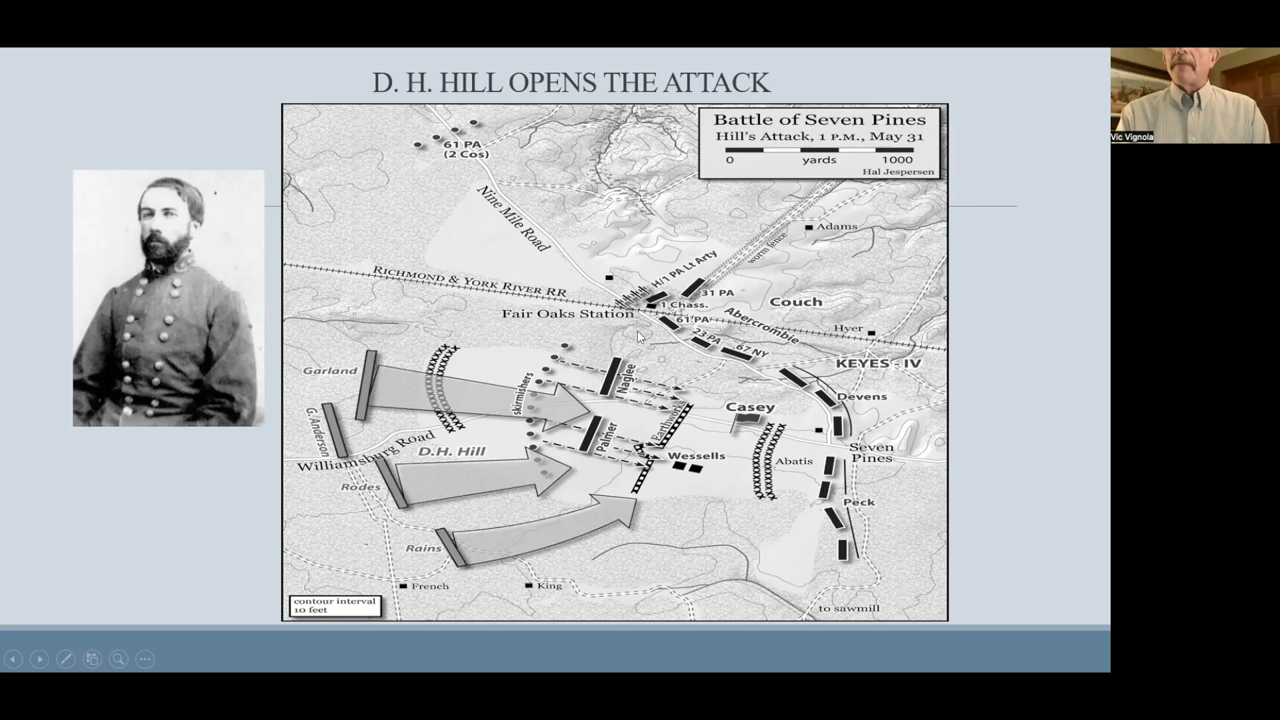 D. H. HILL OPENS THE ATTACK
Battle of Seven Pines
Hill's Attack, 1 P.M., May 31
0 yards 1000
Hal Jespersen
61 PA
(2 Cos)
Nine Mile Road
Adams
worm fence
H/1 PA Lt Arty
RICHMOND & YORK RIVER RR
31 PA
1 Chass.
Couch
Fair Oaks Station
61 PA
Abercrombie
Hyer
23 PA
67 NY
KEYES - IV
Garland
skirmishers
Naglee
Devens
Casey
G. Anderson
Earthworks
Palmer
Williamsburg Road
D.H. Hill
Wessells
Abatis
Seven
Pines
Rodes
Peck
Rains
French
King
contour interval
10 feet
to sawmill
Vic Vignola